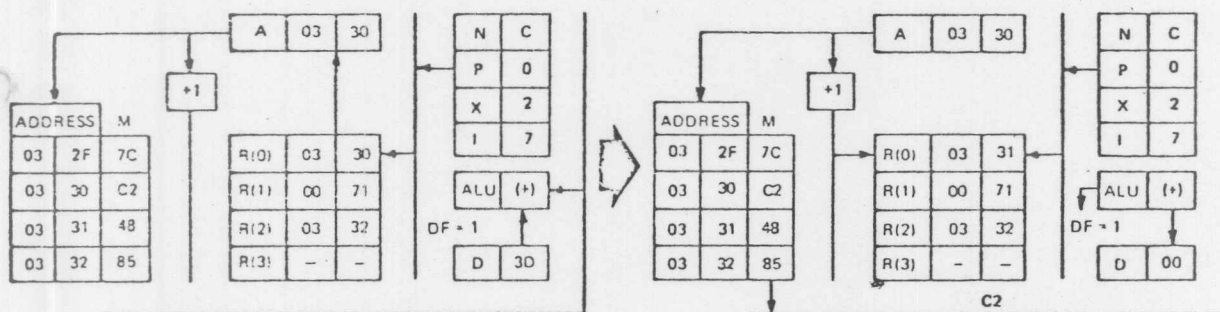 A 03 30
N C
P 0
X 2
I 7
+1
ADDRESS M
03 2F 7C
03 30 C2
03 31 48
03 32 85
R(0) 03 30
R(1) 00 71
R(2) 03 32
R(3) – –
ALU (+)
DF = 1
D 30
A 03 30
N C
P 0
X 2
I 7
+1
ADDRESS M
03 2F 7C
03 30 C2
03 31 48
03 32 85
R(0) 03 31
R(1) 00 71
R(2) 03 32
R(3) – –
ALU (+)
DF = 1
D 00
C2